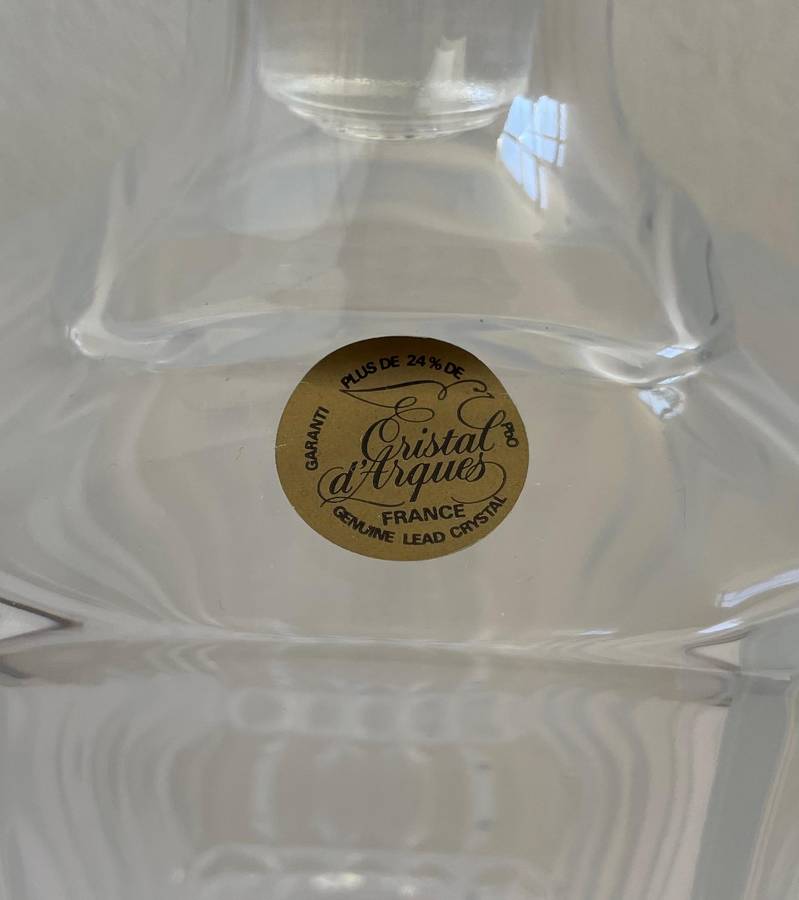 GARANTI PLUS DE 24% DE PbO
Cristal
d'Arques
FRANCE
GENUINE LEAD CRYSTAL